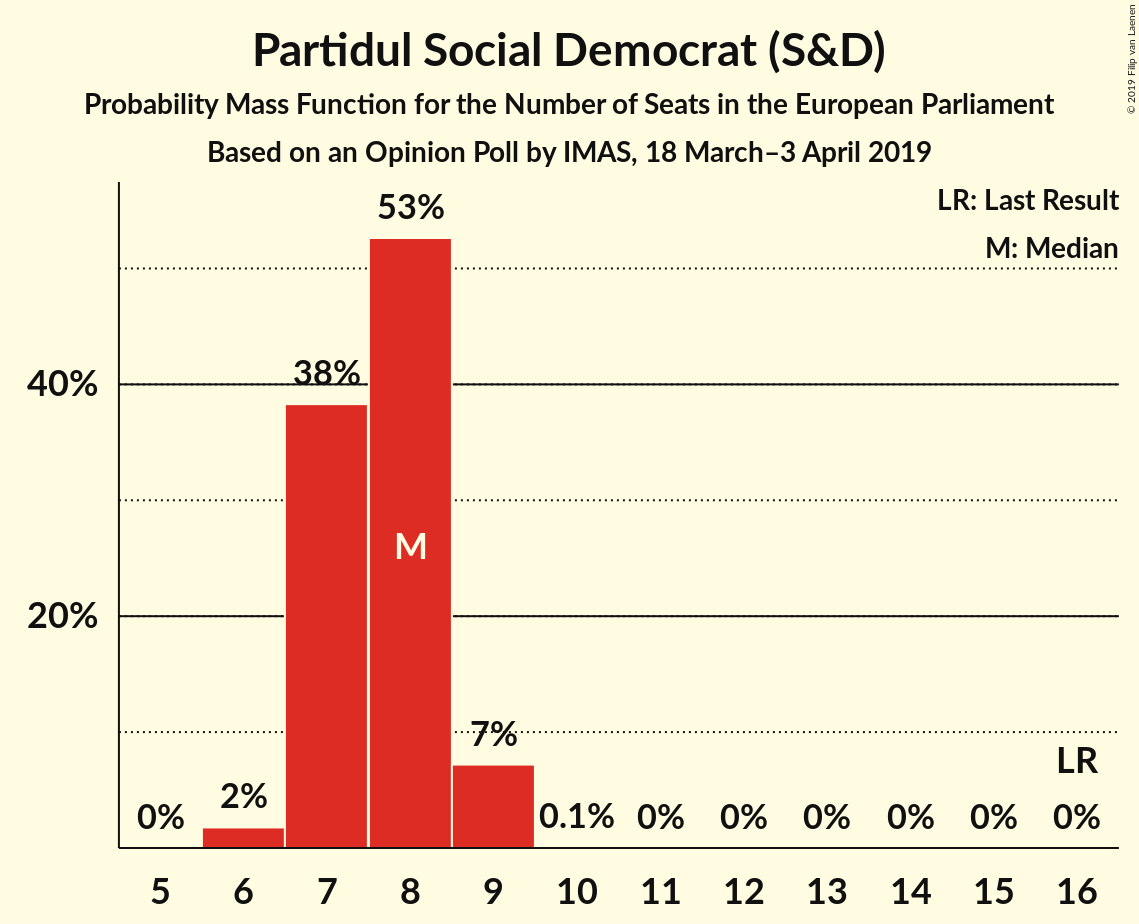 Partidul Social Democrat (S&D)
Probability Mass Function for the Number of Seats in the European Parliament
Based on an Opinion Poll by IMAS, 18 March–3 April 2019
© 2019 Filip van Laenen
LR: Last Result
M: Median
53%
38%
40%
M
20%
7%
2%
LR
0%
0.1%
0%
0%
0%
0%
0%
0%
5 6 7 8 9 10 11 12 13 14 15 16